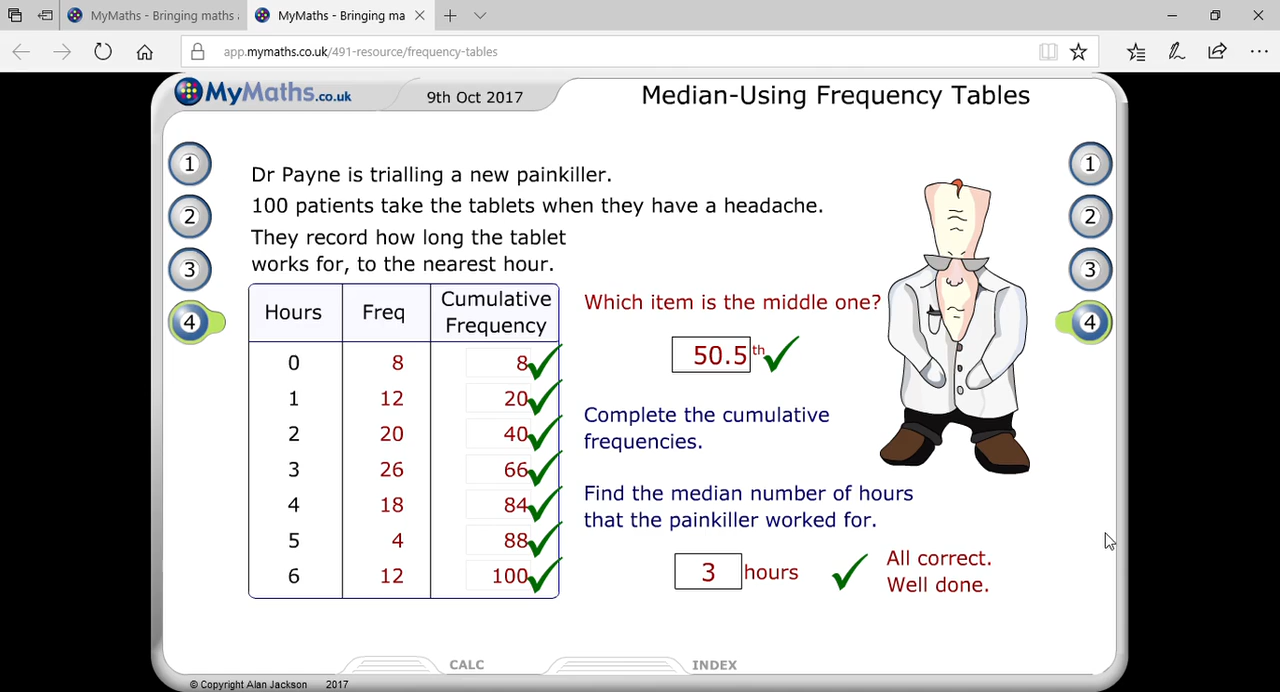 MyMaths - Bringing maths a
MyMaths - Bringing ma
app.mymaths.co.uk/491-resource/frequency-tables
MyMaths.co.uk
9th Oct 2017
Median-Using Frequency Tables
1
2
3
4
1
2
3
4
Dr Payne is trialling a new painkiller.
100 patients take the tablets when they have a headache.
They record how long the tablet
works for, to the nearest hour.
Hours Freq Cumulative Frequency
0 8 8
1 12 20
2 20 40
3 26 66
4 18 84
5 4 88
6 12 100
Which item is the middle one?
50.5th
Complete the cumulative
frequencies.
Find the median number of hours
that the painkiller worked for.
3 hours
All correct.
Well done.
CALC
INDEX
© Copyright Alan Jackson 2017